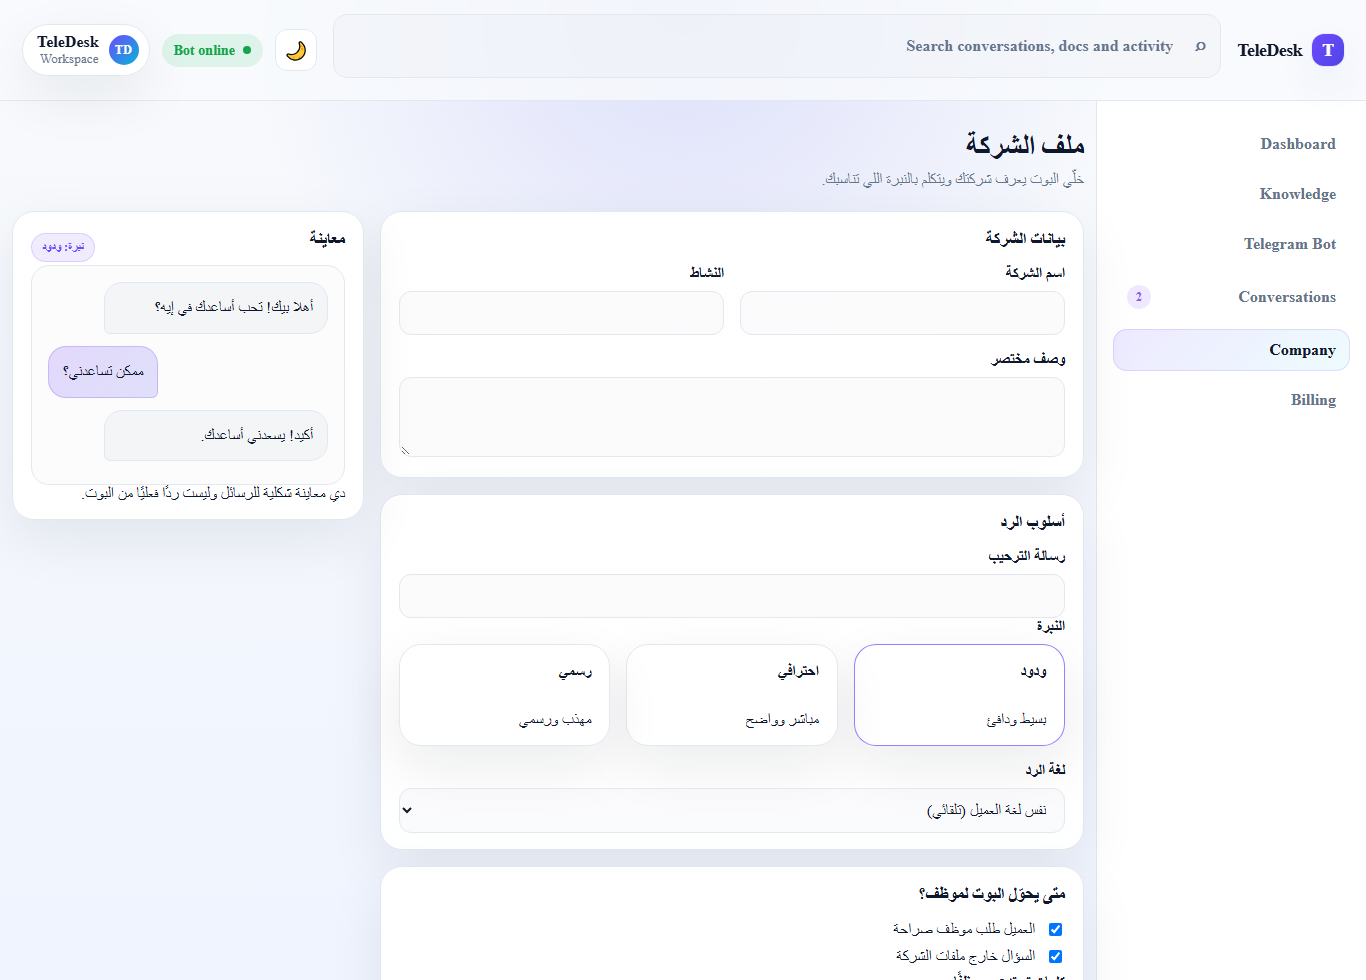 T TeleDesk
Search conversations, docs and activity
Bot online
TD TeleDesk
Workspace
Dashboard
Knowledge
Telegram Bot
Conversations 2
Company
Billing
ملف الشركة
خلّي البوت يعرف شركتك ويتكلم بالنبرة اللي تناسبك.
بيانات الشركة
اسم الشركة
النشاط
وصف مختصر
أسلوب الرد
رسالة الترحيب
النبرة
ودود
بسيط ودافئ
احترافي
مباشر وواضح
رسمي
مهذب ورسمي
لغة الرد
نفس لغة العميل (تلقائي)
متى يحوّل البوت لموظف؟
العميل طلب موظف صراحة
السؤال خارج ملفات الشركة
معاينة
نبرة: ودود
أهلا بيك! تحب أساعدك في إيه؟
ممكن تساعدني؟
أكيد! يسعدني أساعدك.
دي معاينة شكلية للرسائل وليست ردًا فعليًا من البوت.